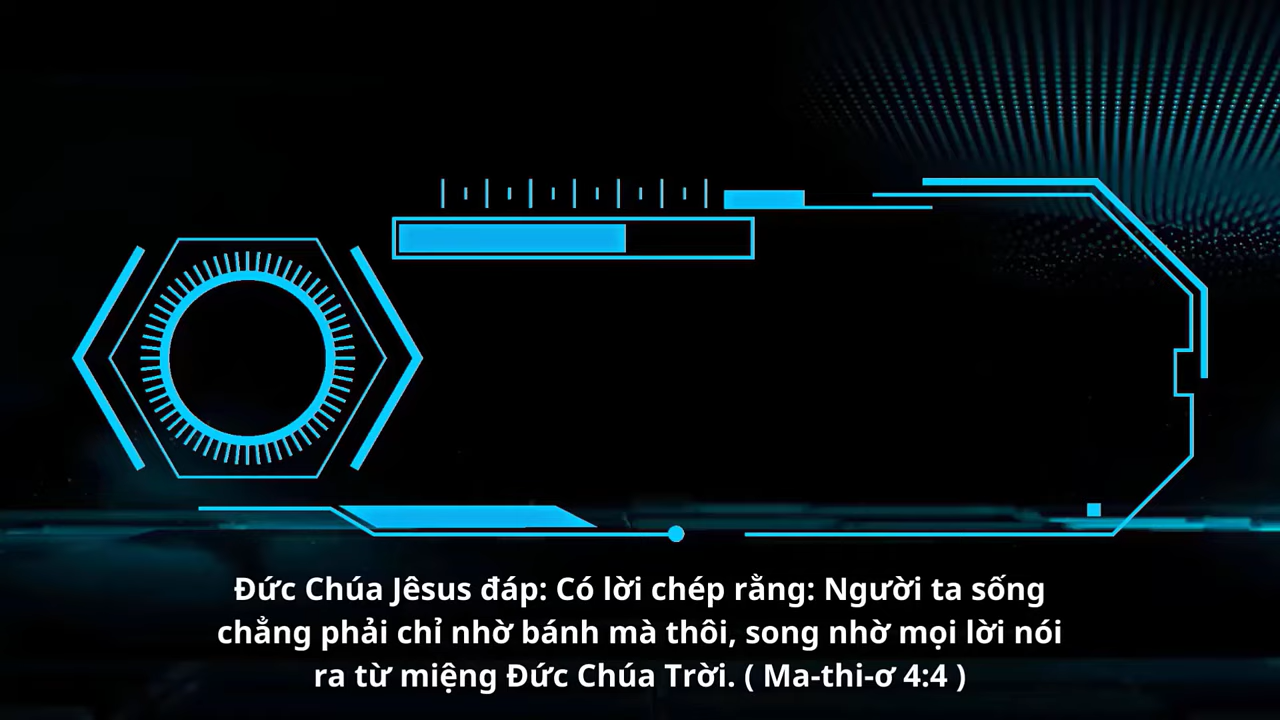 Đức Chúa Jêsus đáp: Có lời chép rằng: Người ta sống
chẳng phải chỉ nhờ bánh mà thôi, song nhờ mọi lời nói
ra từ miệng Đức Chúa Trời. ( Ma-thi-ơ 4:4 )